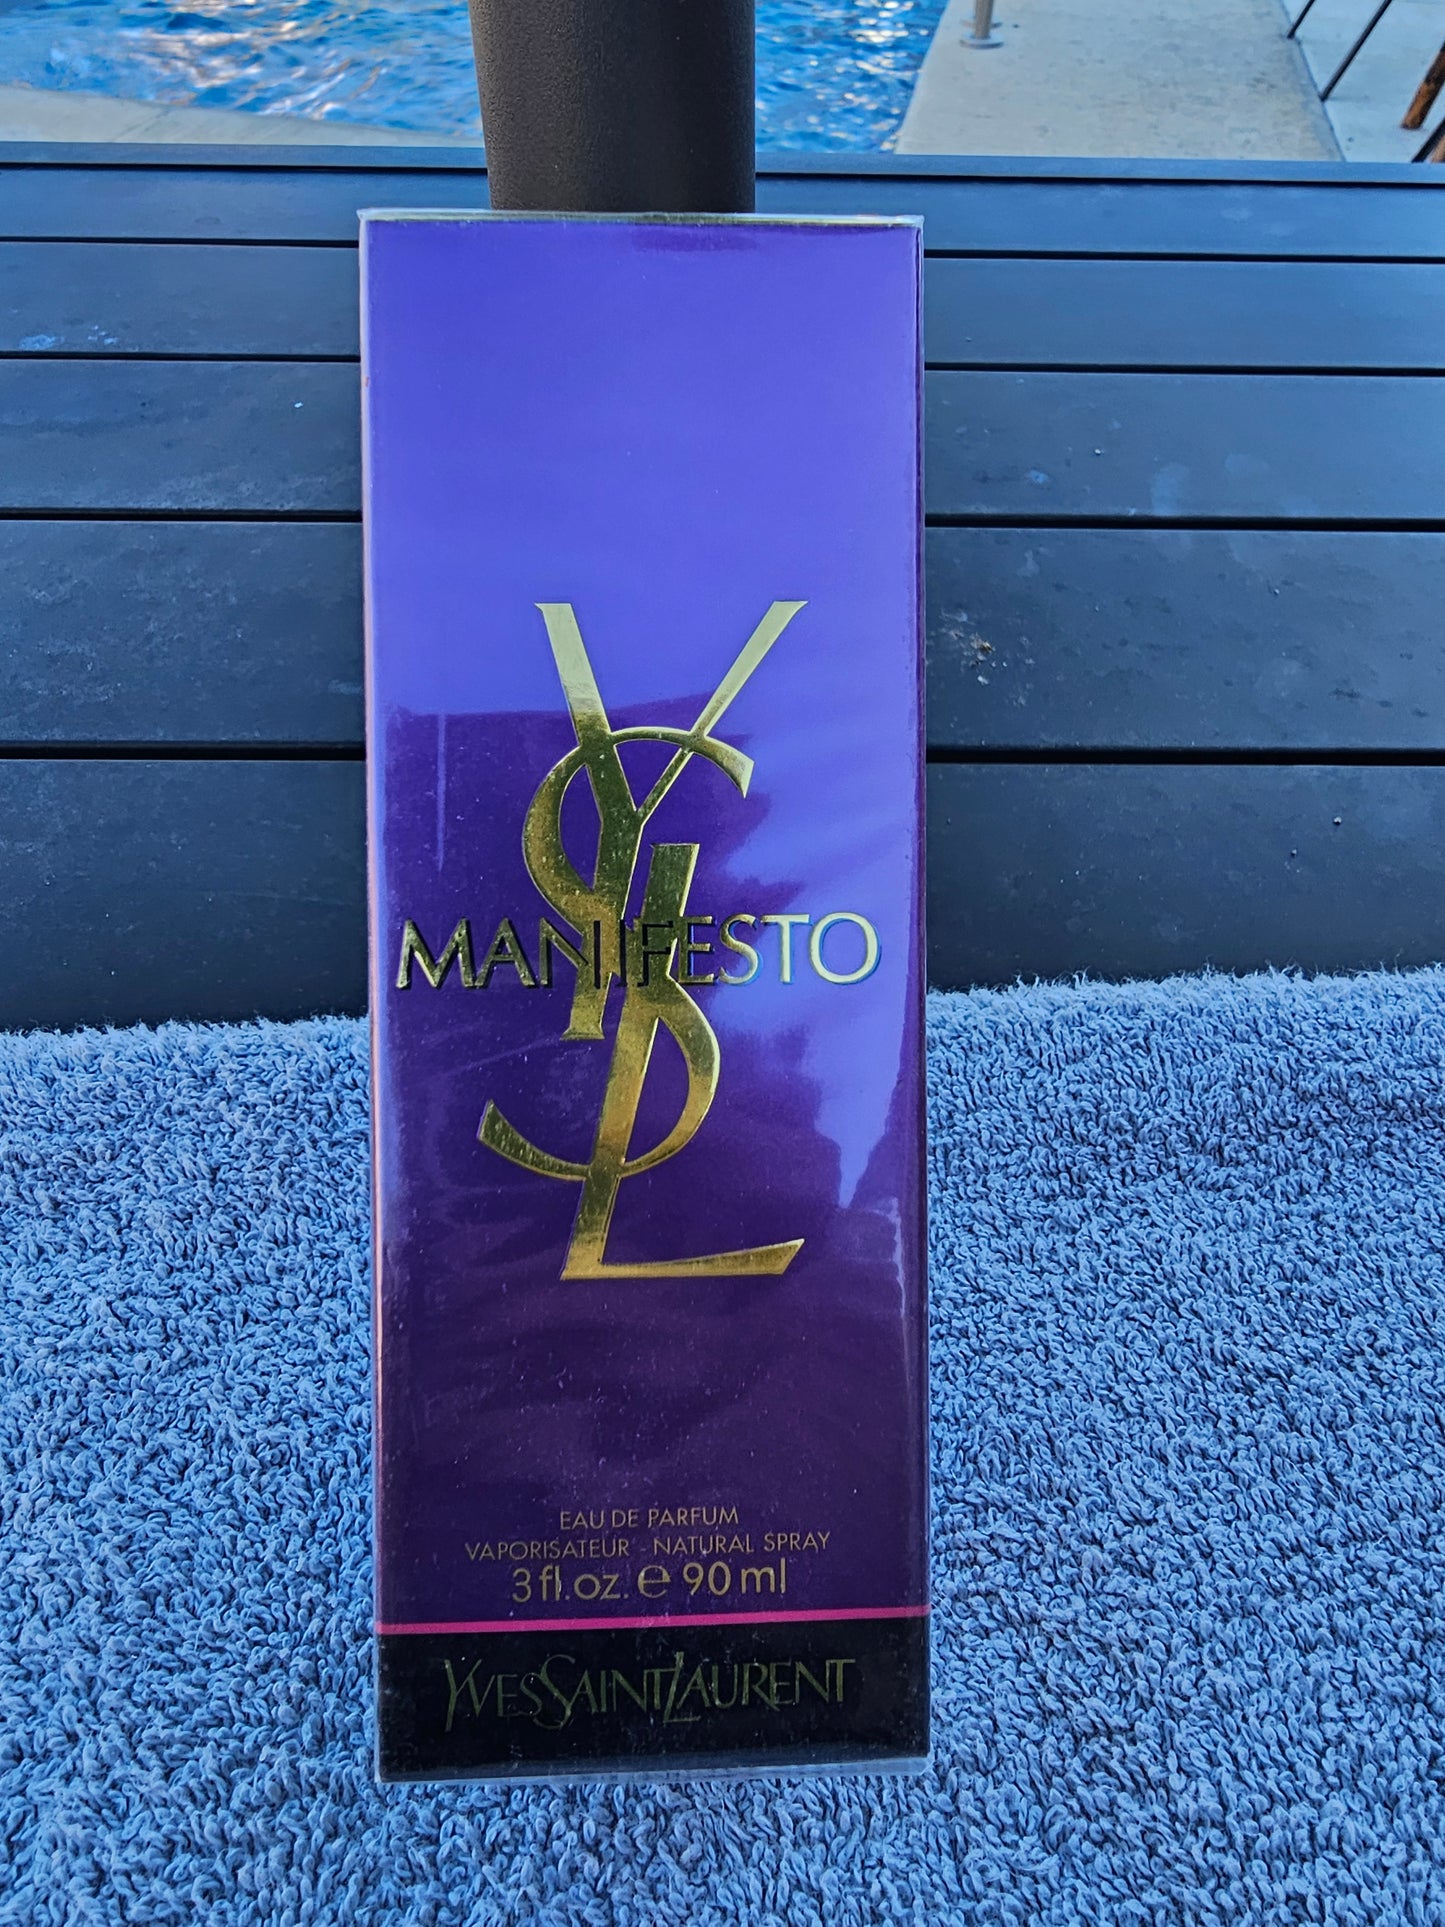 YSL
MANIFESTO
EAU DE PARFUM
VAPORISATEUR - NATURAL SPRAY
3 fl.oz. ℮ 90 ml
YVESSAINTLAURENT